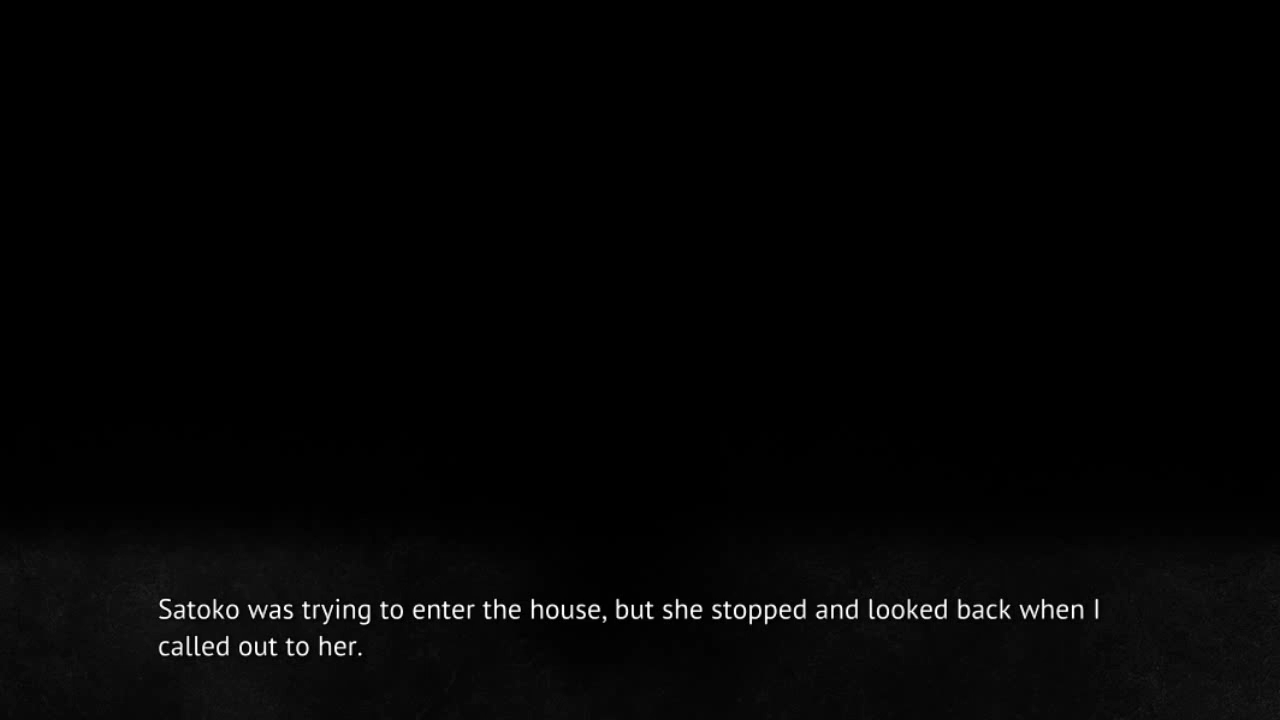 Satoko was trying to enter the house, but she stopped and looked back when I
called out to her.